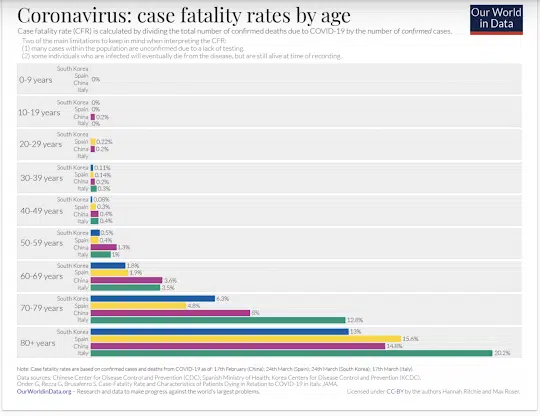 Coronavirus: case fatality rates by age
Our World
in Data
Case fatality rate (CFR) is calculated by dividing the total number of confirmed deaths due to COVID-19 by the number of confirmed cases.
Two of the main limitations to keep in mind when interpreting the CFR:
(1) many cases within the population are unconfirmed due to a lack of testing.
(2) some individuals who are infected will eventually die from the disease, but are still alive at time of recording.
0-9 years
South Korea
Spain
China
Italy
0%
10-19 years
South Korea 0%
Spain 0%
China 0.2%
Italy 0%
20-29 years
South Korea
Spain 0.22%
China 0.2%
Italy
30-39 years
South Korea 0.11%
Spain 0.14%
China 0.2%
Italy 0.3%
40-49 years
South Korea 0.08%
Spain 0.3%
China 0.4%
Italy 0.4%
50-59 years
South Korea 0.5%
Spain 0.4%
China 1.3%
Italy 1%
60-69 years
South Korea 1.8%
Spain 1.9%
China 3.6%
Italy 3.5%
70-79 years
South Korea 6.3%
Spain 4.8%
China 8%
Italy 12.8%
80+ years
South Korea 13%
Spain 15.6%
China 14.8%
Italy 20.2%
Note: Case fatality rates are based on confirmed cases and deaths from COVID-19 as of: 17th February (China); 24th March (Spain); 24th March (South Korea); 17th March (Italy).
Data sources: Chinese Center for Disease Control and Prevention (CDC); Spanish Ministry of Health; Korea Centers for Disease Control and Prevention (KCDC).
Onder G, Rezza G, Brusaferro S. Case-Fatality Rate and Characteristics of Patients Dying in Relation to COVID-19 in Italy. JAMA.
OurWorldinData.org – Research and data to make progress against the world's largest problems.
Licensed under CC-BY by the authors Hannah Ritchie and Max Roser.